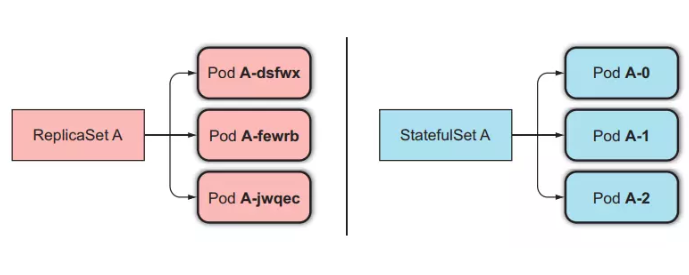 ReplicaSet A
Pod A-dsfwx
Pod A-fewrb
Pod A-jwqec
StatefulSet A
Pod A-0
Pod A-1
Pod A-2